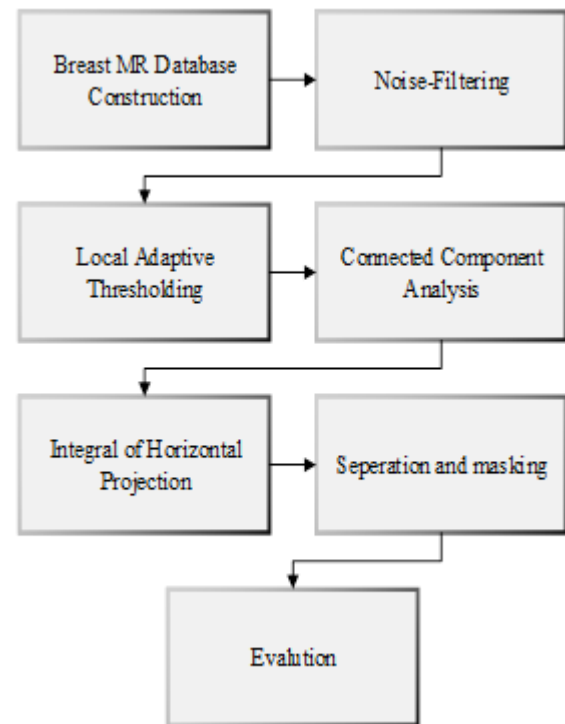 Breast MR Database
Construction
Noise-Filtering
Local Adaptive
Thresholding
Connected Component
Analysis
Integral of Horizontal
Projection
Seperation and masking
Evalution